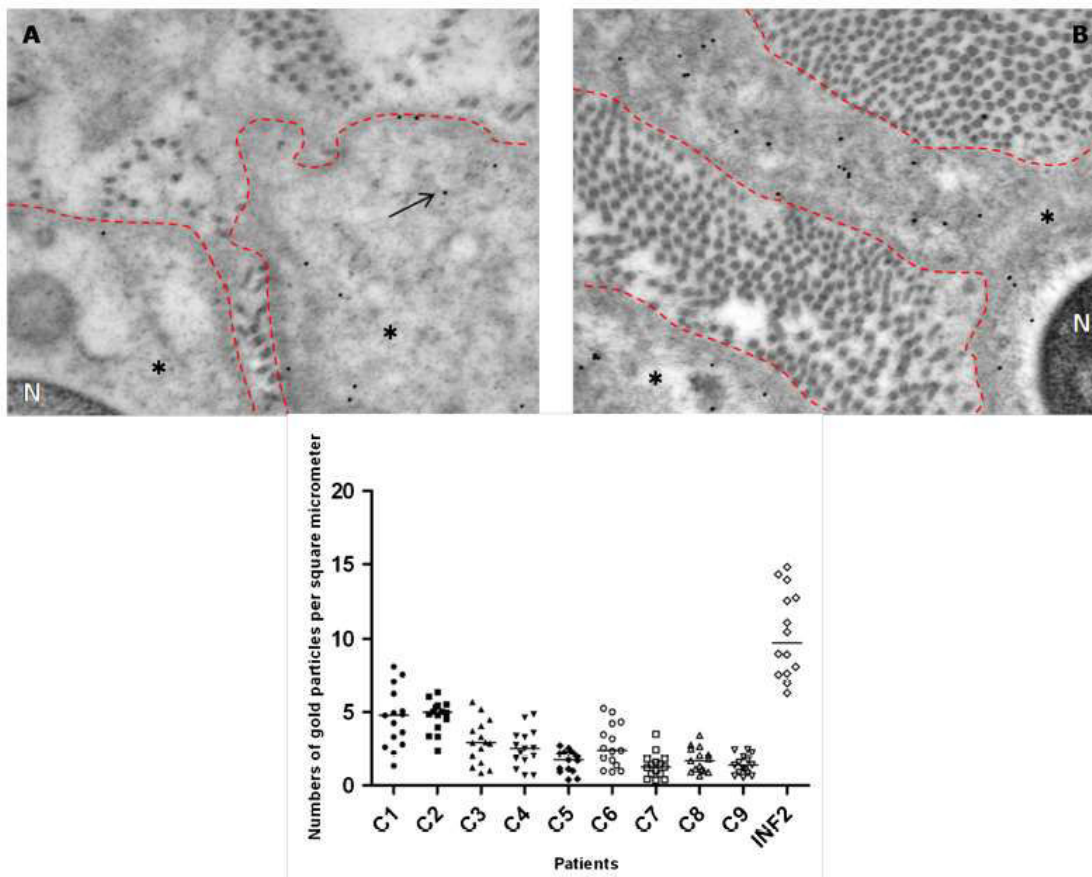 A
B
*
*
N
*
*
N
Numbers of gold particles per square micrometer
20
15
10
5
0
C1 C2 C3 C4 C5 C6 C7 C8 C9 INF2
Patients